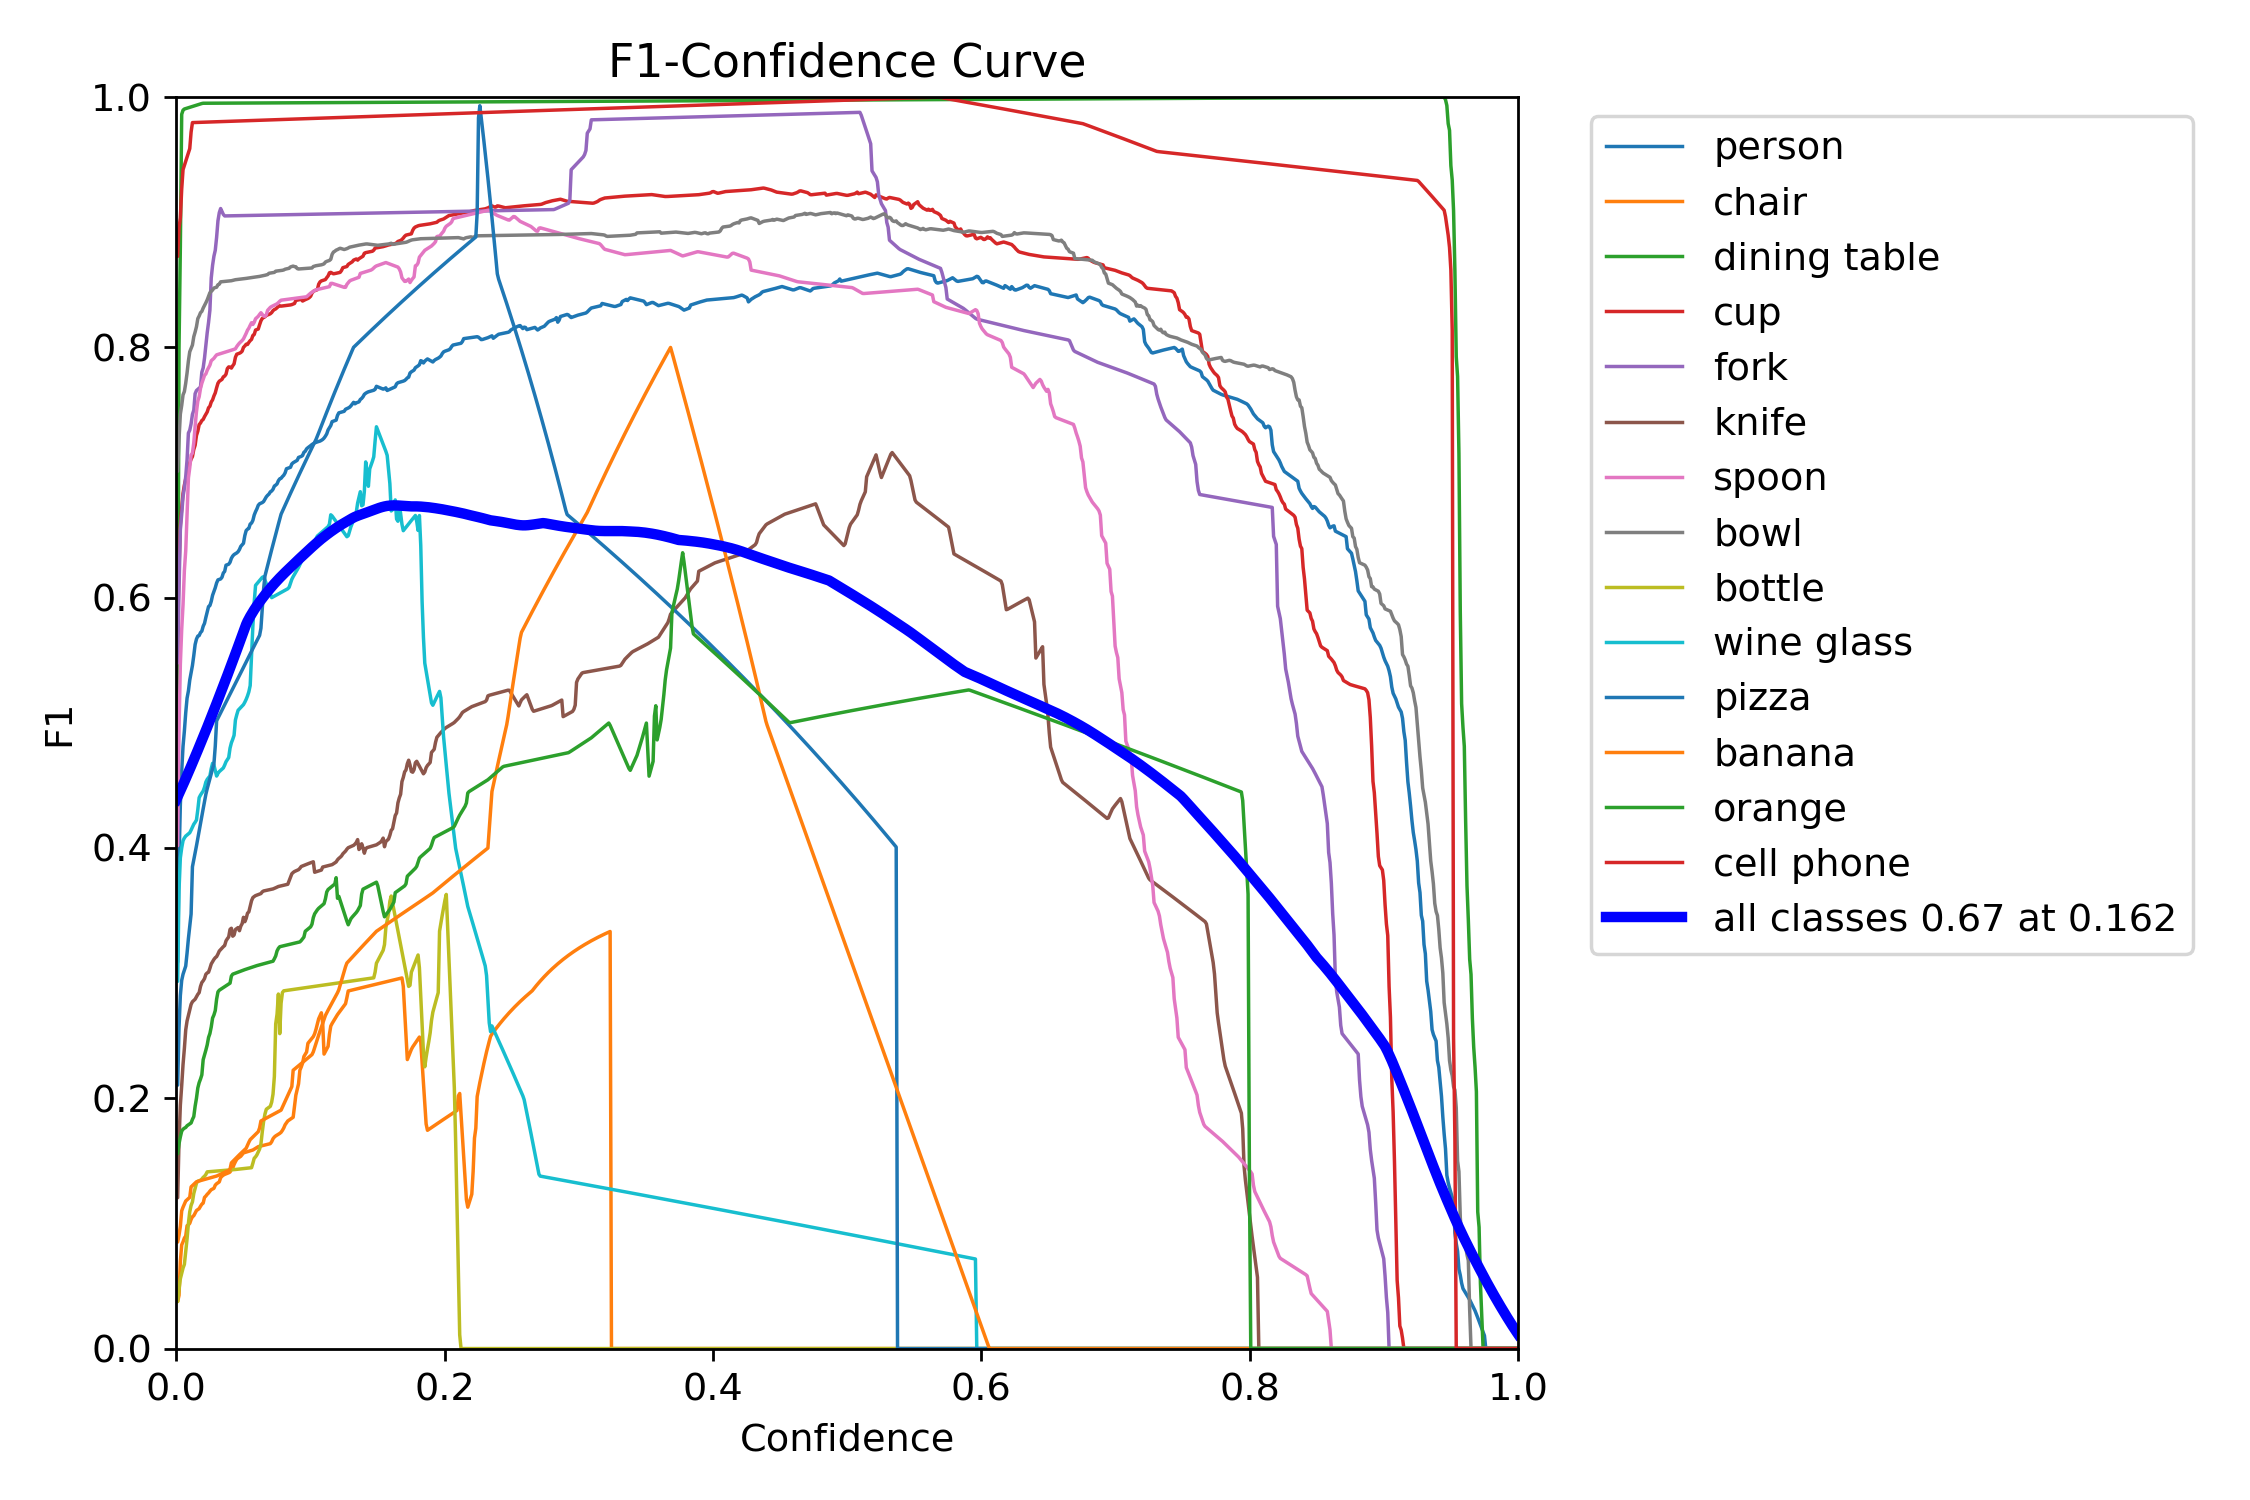 F1-Confidence Curve
1.0
0.8
0.6
0.4
0.2
0.0
F1
0.0 0.2 0.4 0.6 0.8 1.0
Confidence
person
chair
dining table
cup
fork
knife
spoon
bowl
bottle
wine glass
pizza
banana
orange
cell phone
all classes 0.67 at 0.162